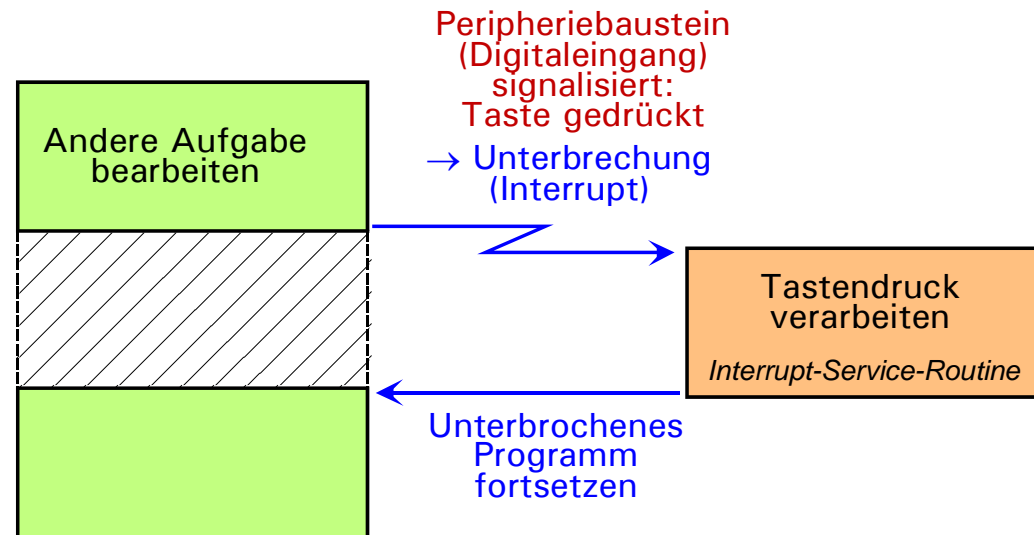 Peripheriebaustein
(Digitaleingang)
signalisiert:
Taste gedrückt
→ Unterbrechung
(Interrupt)
Andere Aufgabe
bearbeiten
Tastendruck
verarbeiten
Interrupt-Service-Routine
Unterbrochenes
Programm
fortsetzen